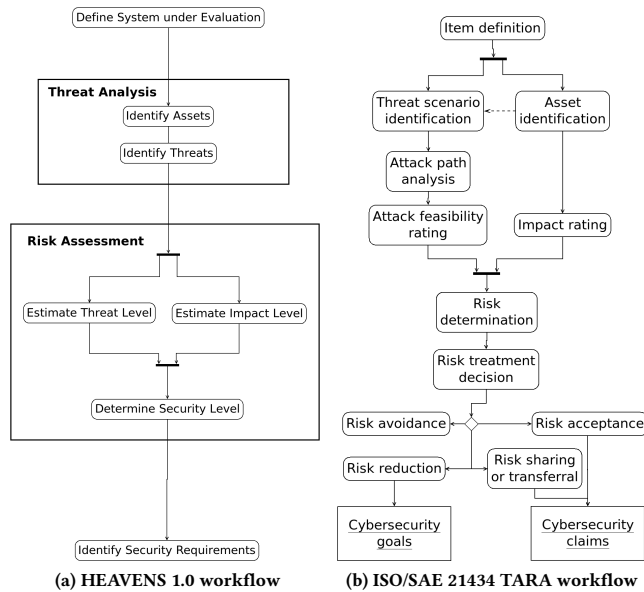 Define System under Evaluation
Threat Analysis
Identify Assets
Identify Threats
Risk Assessment
Estimate Threat Level
Estimate Impact Level
Determine Security Level
Identify Security Requirements
(a) HEAVENS 1.0 workflow
Item definition
Threat scenario
identification
Asset
identification
Attack path
analysis
Attack feasibility
rating
Impact rating
Risk
determination
Risk treatment
decision
Risk avoidance
Risk acceptance
Risk reduction
Risk sharing
or transferral
Cybersecurity
goals
Cybersecurity
claims
(b) ISO/SAE 21434 TARA workflow